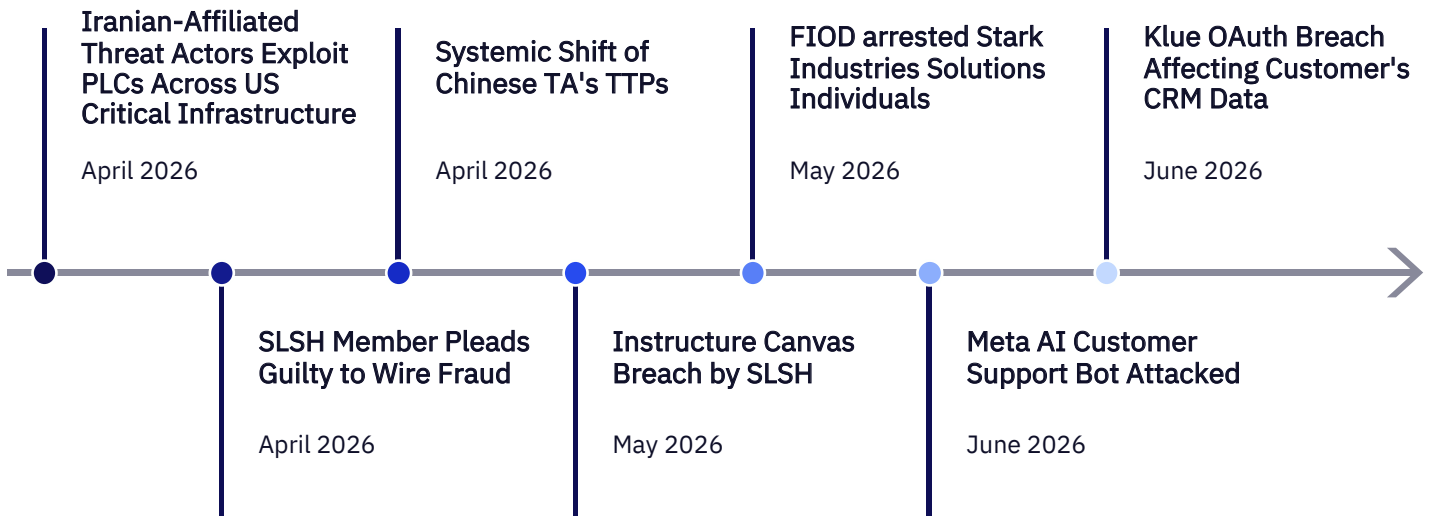 Iranian-Affiliated
Threat Actors Exploit
PLCs Across US
Critical Infrastructure
April 2026
SLSH Member Pleads
Guilty to Wire Fraud
April 2026
Systemic Shift of
Chinese TA's TTPs
April 2026
Instructure Canvas
Breach by SLSH
May 2026
FIOD arrested Stark
Industries Solutions
Individuals
May 2026
Meta AI Customer
Support Bot Attacked
June 2026
Klue OAuth Breach
Affecting Customer's
CRM Data
June 2026